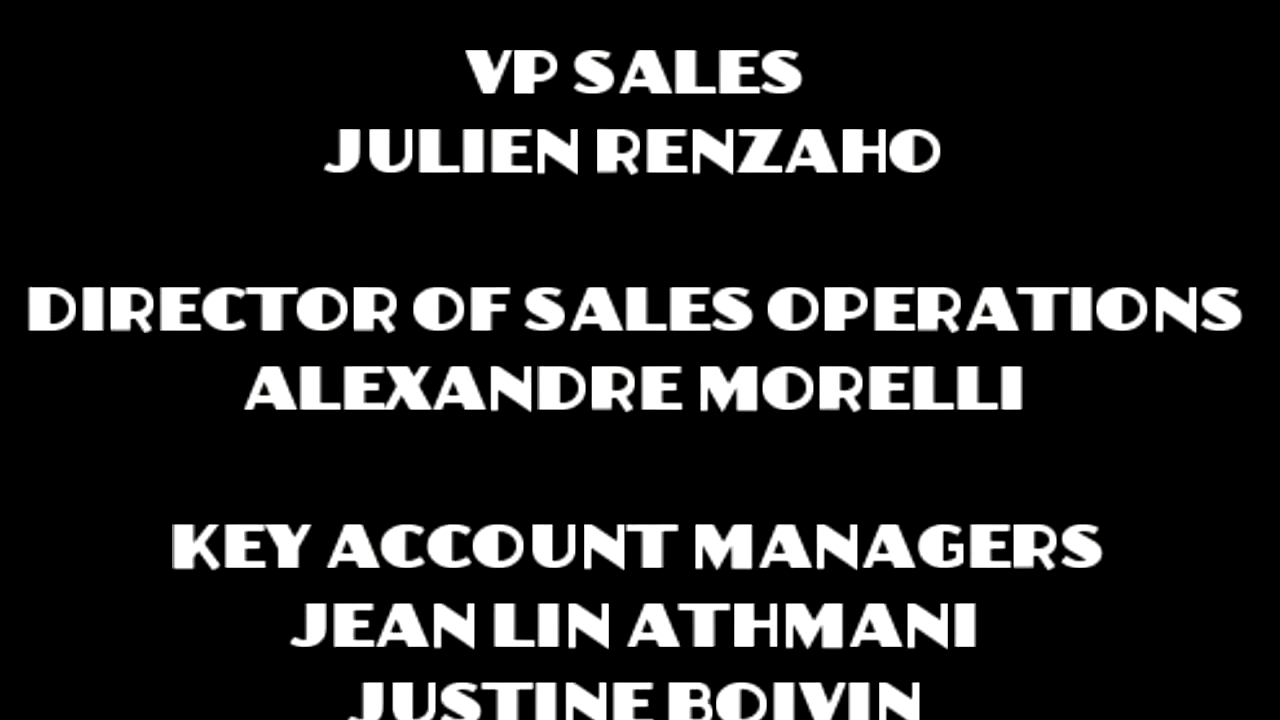 VP SALES
JULIEN RENZAHO
DIRECTOR OF SALES OPERATIONS
ALEXANDRE MORELLI
KEY ACCOUNT MANAGERS
JEAN LIN ATHMANI
JUSTINE BOIVIN